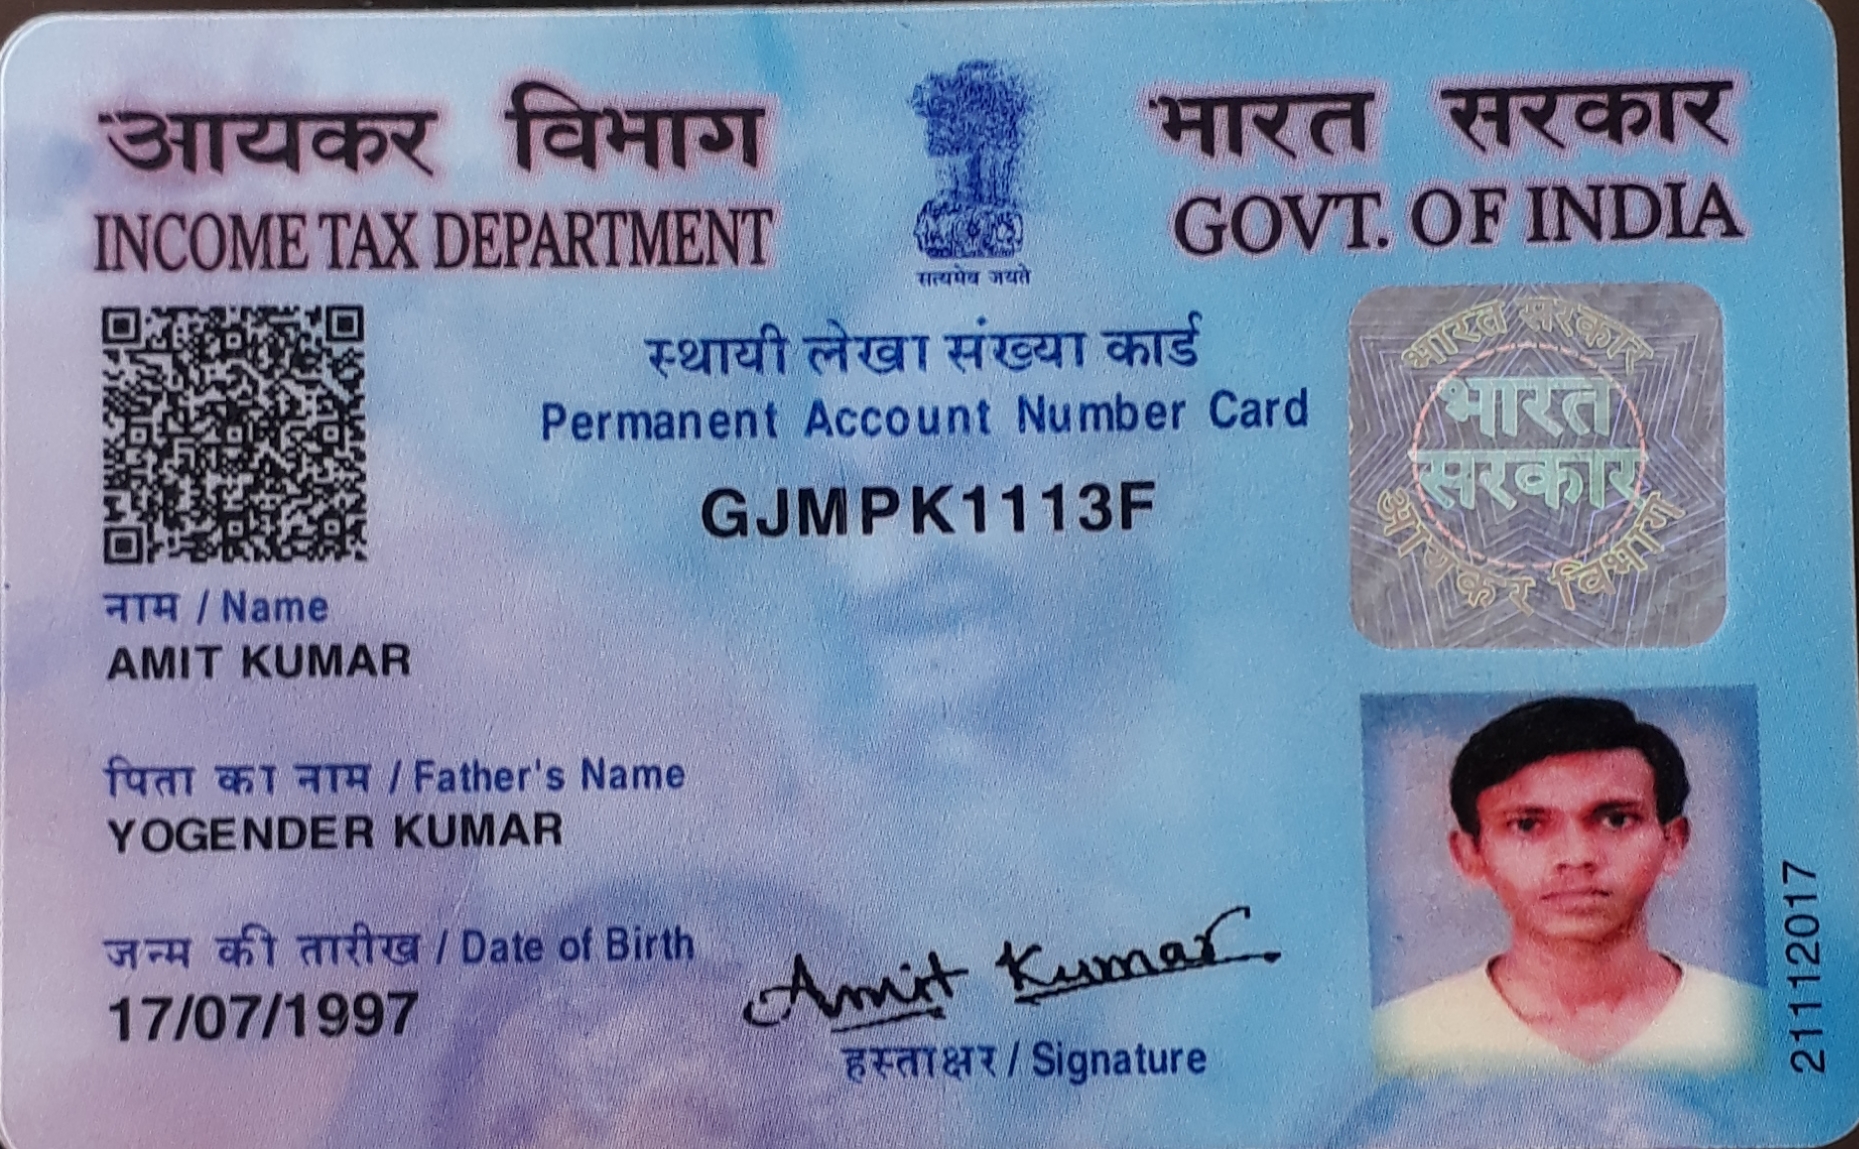 आयकर विभाग
INCOME TAX DEPARTMENT
सत्यमेव जयते
भारत सरकार
GOVT. OF INDIA
स्थायी लेखा संख्या कार्ड
Permanent Account Number Card
GJMPK1113F
भारत सरकार
भारत
सरकार
आयकर विभाग
नाम / Name
AMIT KUMAR
पिता का नाम / Father's Name
YOGENDER KUMAR
जन्म की तारीख / Date of Birth
17/07/1997
Amit Kumar
हस्ताक्षर / Signature
21112017